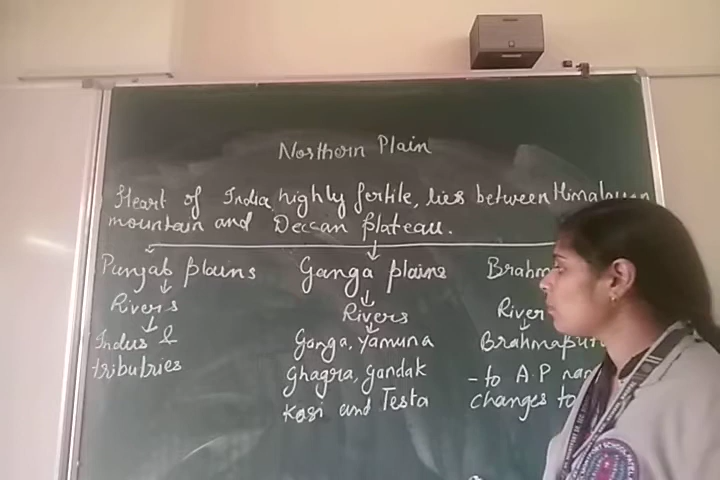 Northern Plain
Heart of India, highly fertile, lies between Himalayan
mountain and Deccan plateau.
Punjab plains
Rivers
Indus &
tributries
Ganga plains
Rivers
Ganga, Yamuna
Ghagra, Gandak
Kosi and Testa
Brahm
River
Brahmaput
- to A.P nam
changes to